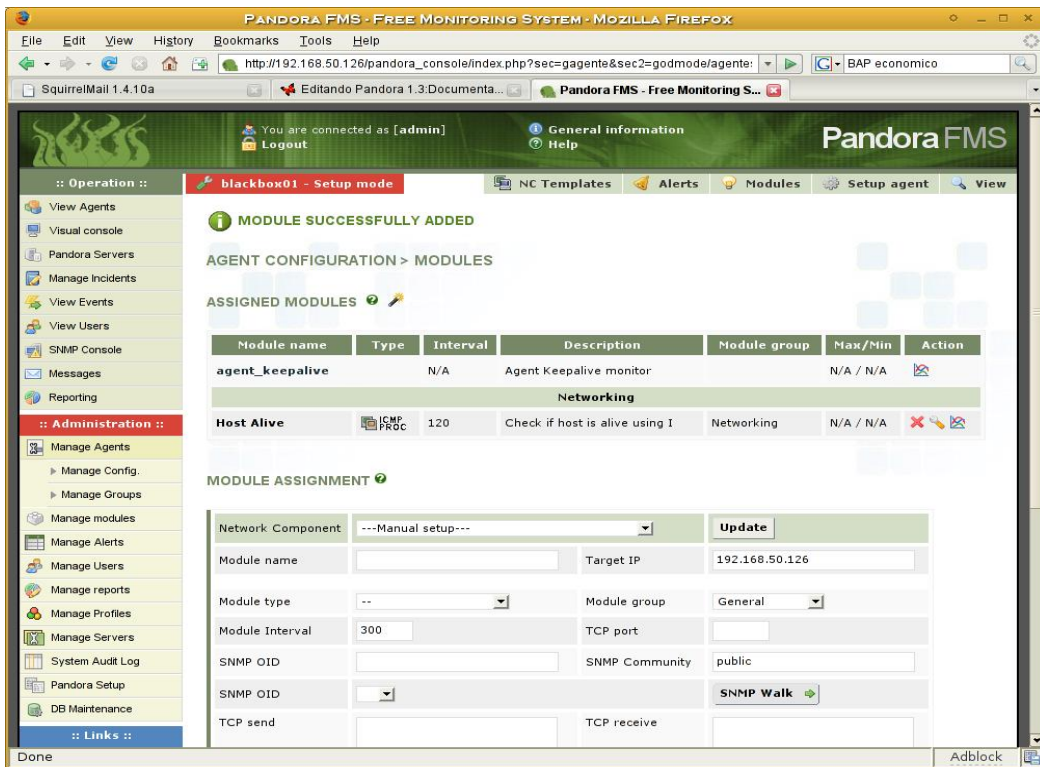 PANDORA FMS - FREE MONITORING SYSTEM - MOZILLA FIREFOX
File Edit View History Bookmarks Tools Help
http://192.168.50.126/pandora_console/index.php?sec=gagente&sec2=godmode/agente: BAP economico
SquirrelMail 1.4.10a Editando Pandora 1.3:Documenta... Pandora FMS - Free Monitoring S...
You are connected as [admin] General information
Logout Help
Pandora FMS
:: Operation ::
View Agents
Visual console
Pandora Servers
Manage Incidents
View Events
View Users
SNMP Console
Messages
Reporting
:: Administration ::
Manage Agents
Manage Config.
Manage Groups
Manage modules
Manage Alerts
Manage Users
Manage reports
Manage Profiles
Manage Servers
System Audit Log
Pandora Setup
DB Maintenance
:: Links ::
blackbox01 - Setup mode NC Templates Alerts Modules Setup agent View
MODULE SUCCESSFULLY ADDED
AGENT CONFIGURATION > MODULES
ASSIGNED MODULES
Module name Type Interval Description Module group Max/Min Action
agent_keepalive N/A Agent Keepalive monitor N/A / N/A
Networking
Host Alive ICMP PROC 120 Check if host is alive using I Networking N/A / N/A
MODULE ASSIGNMENT
Network Component ---Manual setup--- Update
Module name Target IP 192.168.50.126
Module type -- Module group General
Module Interval 300 TCP port
SNMP OID SNMP Community public
SNMP OID SNMP Walk
TCP send TCP receive
Done Adblock